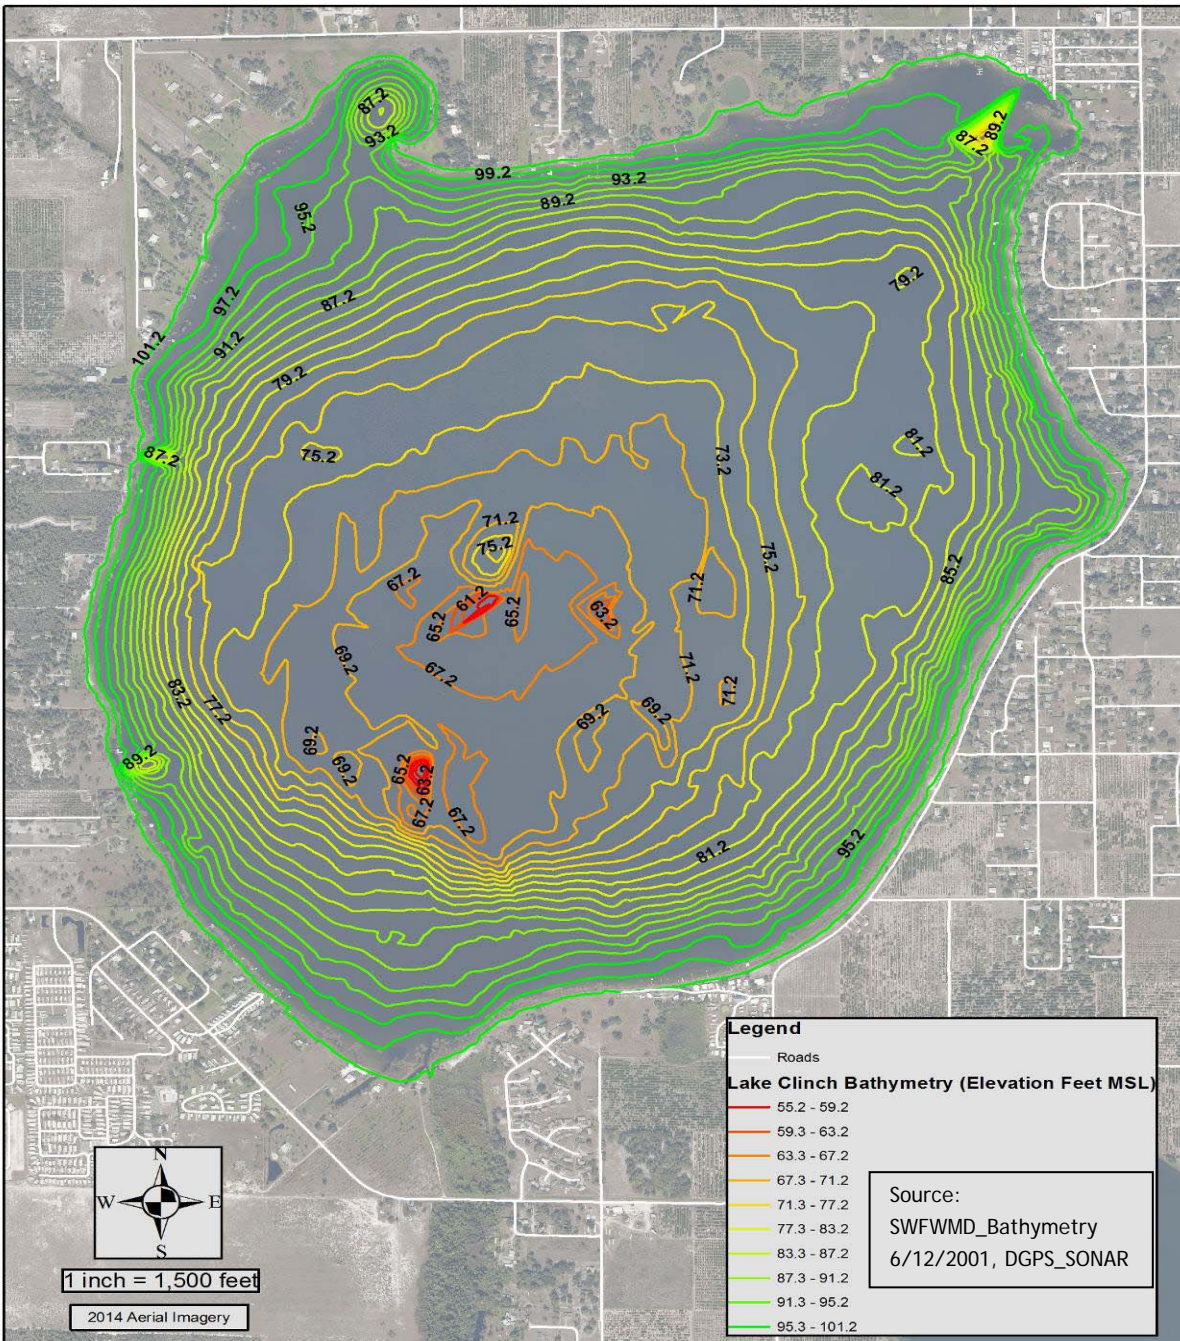 87.2
93.2
99.2
93.2
89.2
95.2
87.2
89.2
97.2
87.2
91.2
101.2
79.2
79.2
87.2
75.2
73.2
81.2
81.2
71.2
75.2
75.2
67.2
61.2
65.2
65.2
63.2
71.2
85.2
69.2
67.2
71.2
71.2
83.2
77.2
69.2
69.2
69.2
69.2
89.2
65.2
63.2
67.2
67.2
81.2
95.2
Legend
Roads
Lake Clinch Bathymetry (Elevation Feet MSL)
55.2 - 59.2
59.3 - 63.2
63.3 - 67.2
67.3 - 71.2
71.3 - 77.2
77.3 - 83.2
83.3 - 87.2
87.3 - 91.2
91.3 - 95.2
95.3 - 101.2
Source:
SWFWMD_Bathymetry
6/12/2001, DGPS_SONAR
N
W E
S
1 inch = 1,500 feet
2014 Aerial Imagery